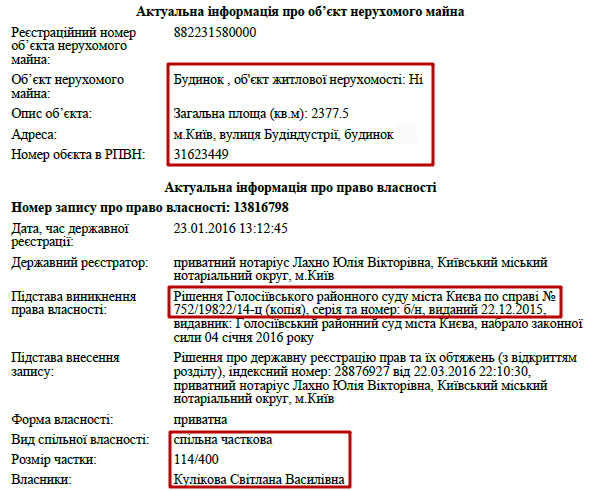 Актуальна інформація про об’єкт нерухомого майна
Реєстраційний номер 882231580000
об’єкта нерухомого
майна:
Об’єкт нерухомого Будинок , об'єкт житлової нерухомості: Ні
майна:
Опис об’єкта: Загальна площа (кв.м): 2377.5
Адреса: м.Київ, вулиця Будіндустрії, будинок
Номер обєкта в РПВН: 31623449
Актуальна інформація про право власності
Номер запису про право власності: 13816798
Дата, час державної 23.01.2016 13:12:45
реєстрації:
Державний реєстратор: приватний нотаріус Лахно Юлія Вікторівна, Київський міський
нотаріальний округ, м.Київ
Підстава виникнення Рішення Голосіївського районного суду міста Києва по справі №
права власності: 752/19822/14-ц (копія), серія та номер: б/н, виданий 22.12.2015,
видавник: Голосіївський районний суд міста Києва, набрало законної
сили 04 січня 2016 року
Підстава внесення Рішення про державну реєстрацію прав та їх обтяжень (з відкриттям
запису: розділу), індексний номер: 28876927 від 22.03.2016 22:10:30,
приватний нотаріус Лахно Юлія Вікторівна, Київський міський
нотаріальний округ, м.Київ
Форма власності: приватна
Вид спільної власності: спільна часткова
Розмір частки: 114/400
Власники: Кулікова Світлана Василівна